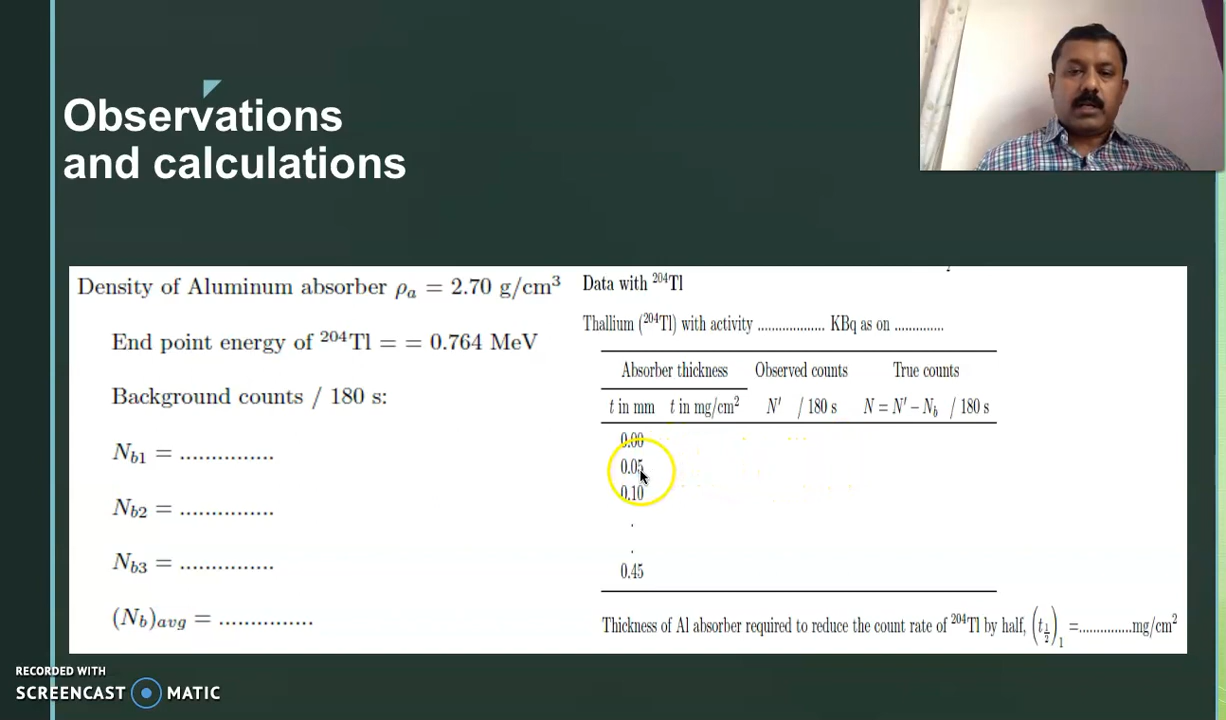 Observations
and calculations
Density of Aluminum absorber ρₐ = 2.70 g/cm³
End point energy of ²⁰⁴Tl = = 0.764 MeV
Background counts / 180 s:
N_b1 = ...............
N_b2 = ...............
N_b3 = ...............
(N_b)_avg = ...............
Data with ²⁰⁴Tl
Thallium (²⁰⁴Tl) with activity ................... KBq as on ..............
Absorber thickness Observed counts True counts
t in mm t in mg/cm² N′ / 180 s N = N′ – N_b / 180 s
0.00
0.05
0.10
.
.
0.45
Thickness of Al absorber required to reduce the count rate of ²⁰⁴Tl by half, (t_½)₁ =...............mg/cm²
RECORDED WITH
SCREENCAST MATIC